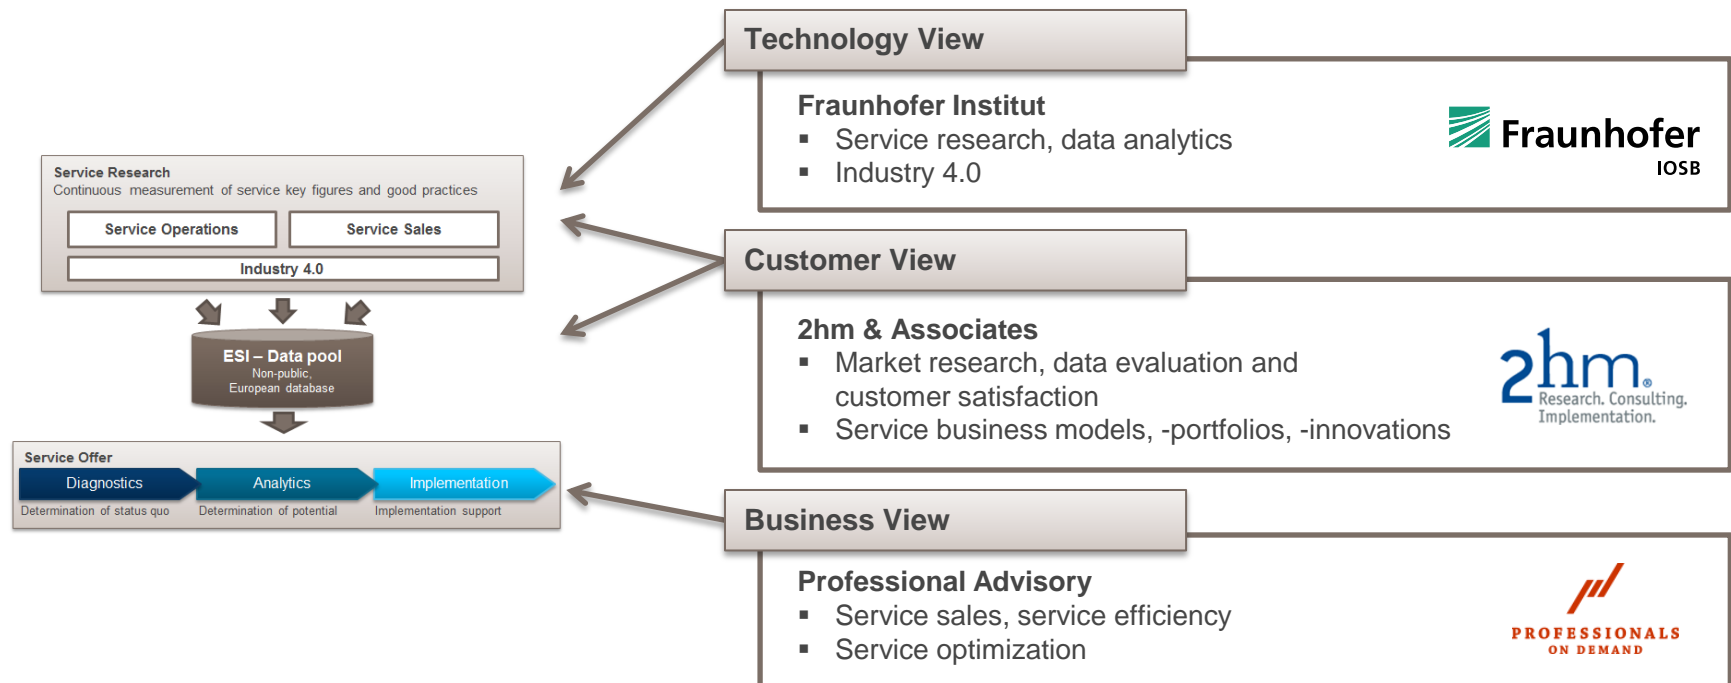 Service Research
Continuous measurement of service key figures and good practices
Service Operations
Service Sales
Industry 4.0
ESI – Data pool
Non-public,
European database
Service Offer
Diagnostics
Analytics
Implementation
Determination of status quo
Determination of potential
Implementation support
Technology View
Fraunhofer Institut
▪ Service research, data analytics
▪ Industry 4.0
Fraunhofer
IOSB
Customer View
2hm & Associates
▪ Market research, data evaluation and
customer satisfaction
▪ Service business models, -portfolios, -innovations
2hm®
Research. Consulting.
Implementation.
Business View
Professional Advisory
▪ Service sales, service efficiency
▪ Service optimization
PROFESSIONALS
ON DEMAND